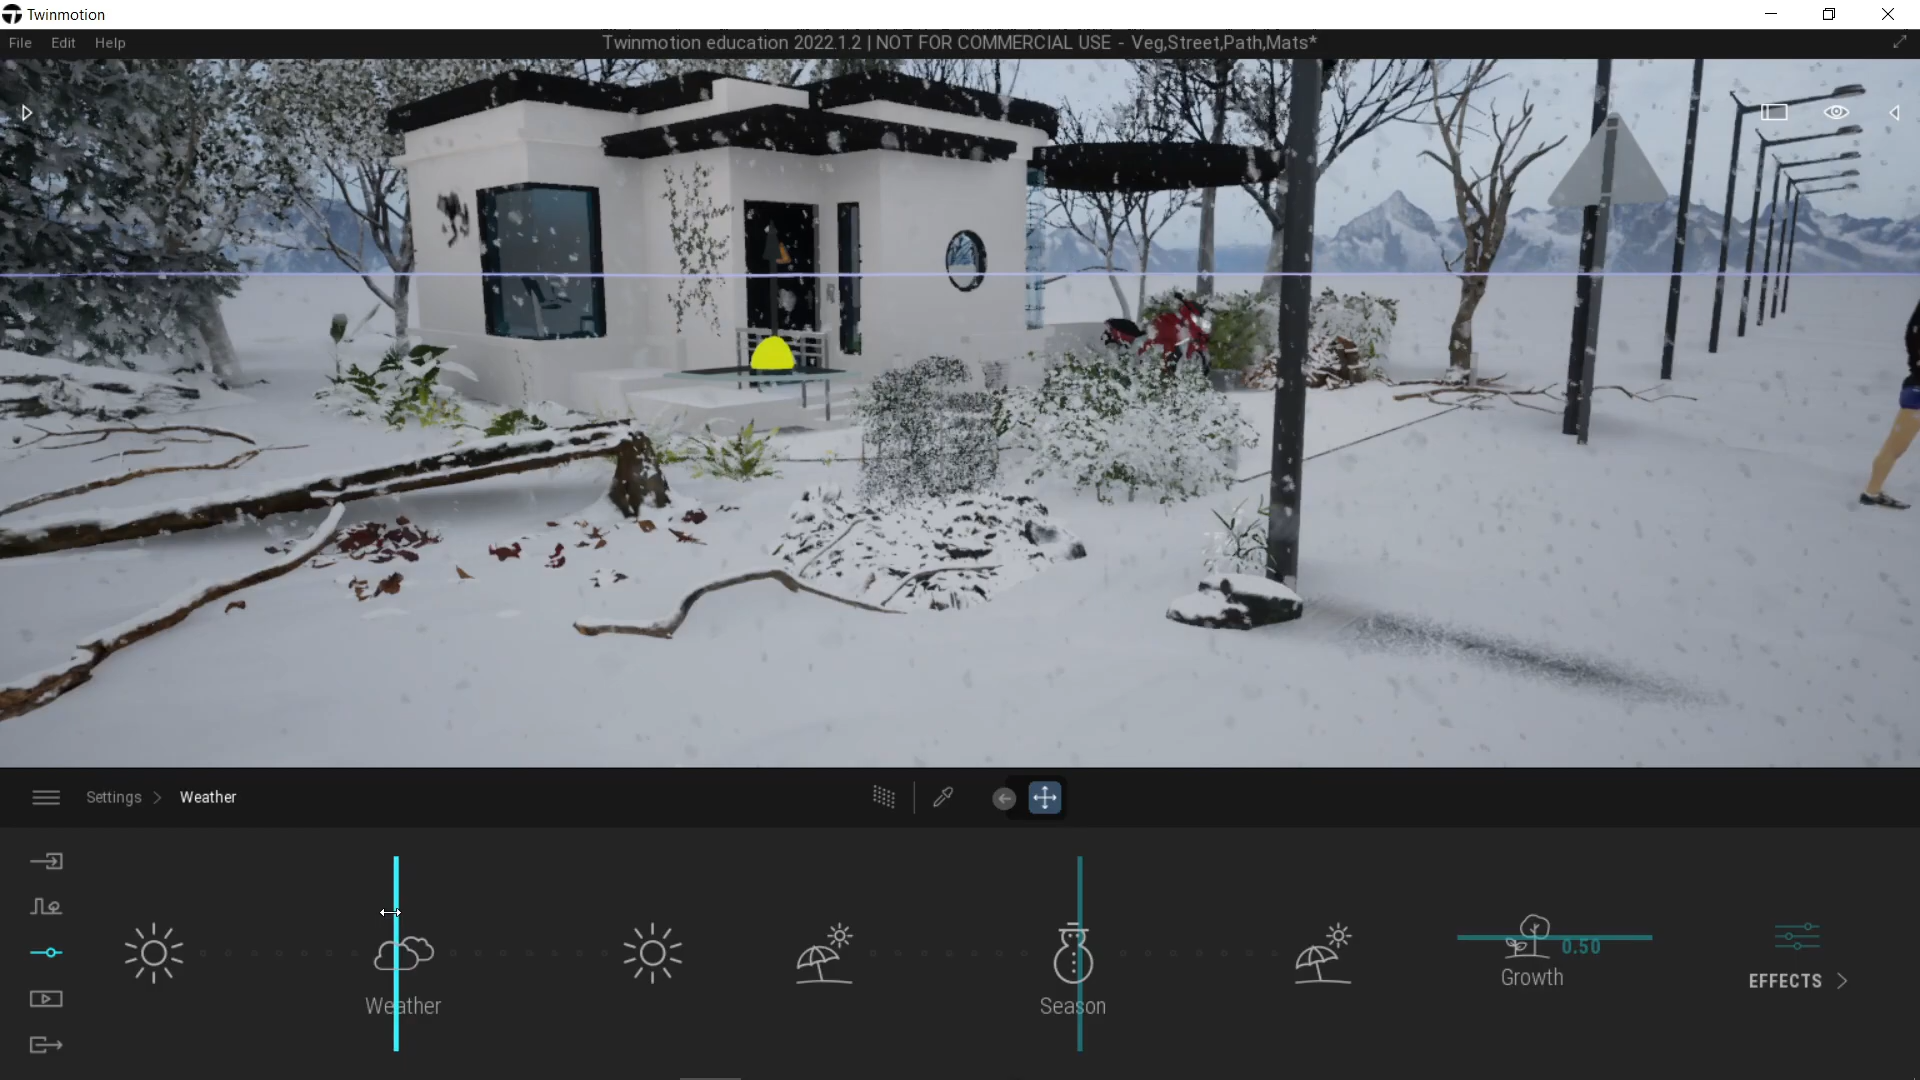 Twinmotion
File Edit Help
Twinmotion education 2022.1.2 | NOT FOR COMMERCIAL USE - Veg,Street,Path,Mats*
Settings > Weather
0.50
Weather
Season
Growth
EFFECTS >